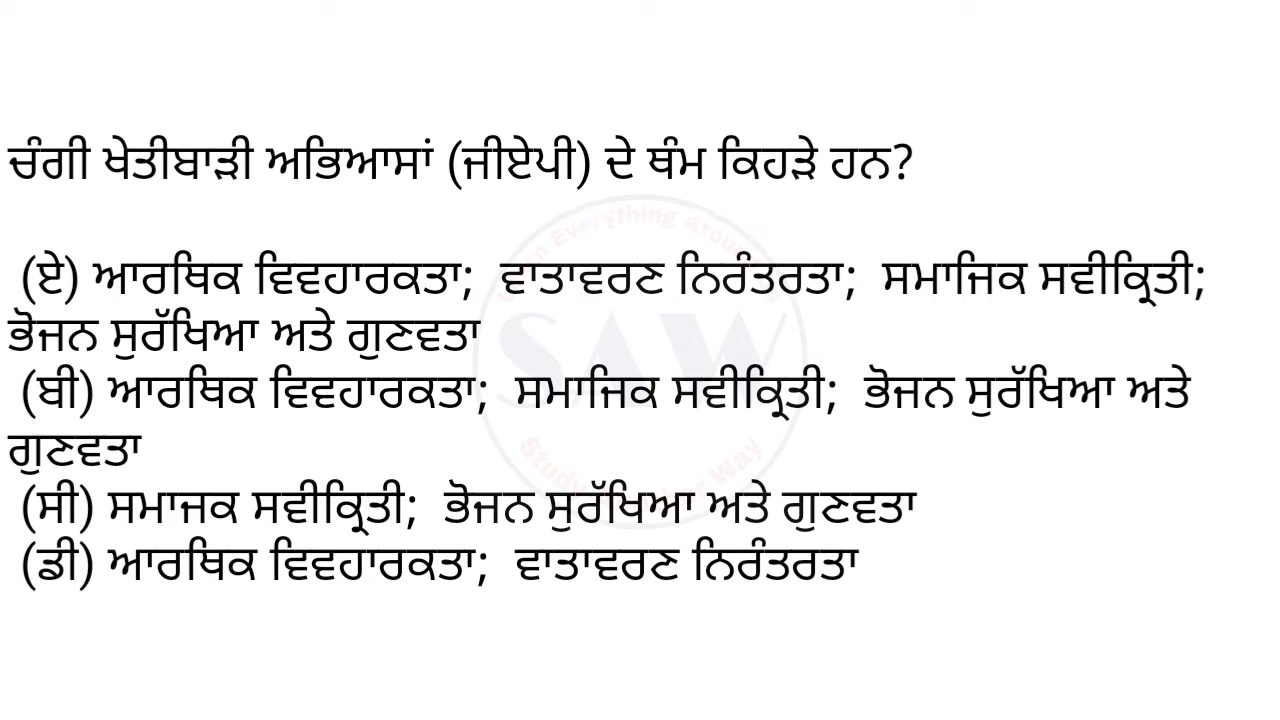 ਚੰਗੀ ਖੇਤੀਬਾੜੀ ਅਭਿਆਸਾਂ (ਜੀਏਪੀ) ਦੇ ਥੰਮ ਕਿਹੜੇ ਹਨ?
(ਏ) ਆਰਥਿਕ ਵਿਵਹਾਰਕਤਾ; ਵਾਤਾਵਰਣ ਨਿਰੰਤਰਤਾ; ਸਮਾਜਿਕ ਸਵੀਕ੍ਰਿਤੀ;
ਭੋਜਨ ਸੁਰੱਖਿਆ ਅਤੇ ਗੁਣਵਤਾ
(ਬੀ) ਆਰਥਿਕ ਵਿਵਹਾਰਕਤਾ; ਸਮਾਜਿਕ ਸਵੀਕ੍ਰਿਤੀ; ਭੋਜਨ ਸੁਰੱਖਿਆ ਅਤੇ
ਗੁਣਵਤਾ
(ਸੀ) ਸਮਾਜਕ ਸਵੀਕ੍ਰਿਤੀ; ਭੋਜਨ ਸੁਰੱਖਿਆ ਅਤੇ ਗੁਣਵਤਾ
(ਡੀ) ਆਰਥਿਕ ਵਿਵਹਾਰਕਤਾ; ਵਾਤਾਵਰਣ ਨਿਰੰਤਰਤਾ
SAW